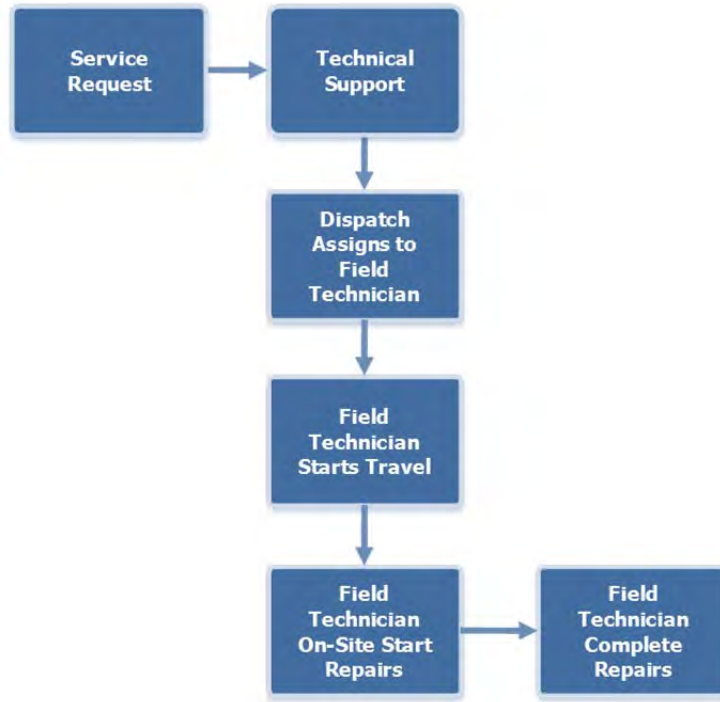 Service
Request
Technical
Support
Dispatch
Assigns to
Field
Technician
Field
Technician
Starts Travel
Field
Technician
On-Site Start
Repairs
Field
Technician
Complete
Repairs